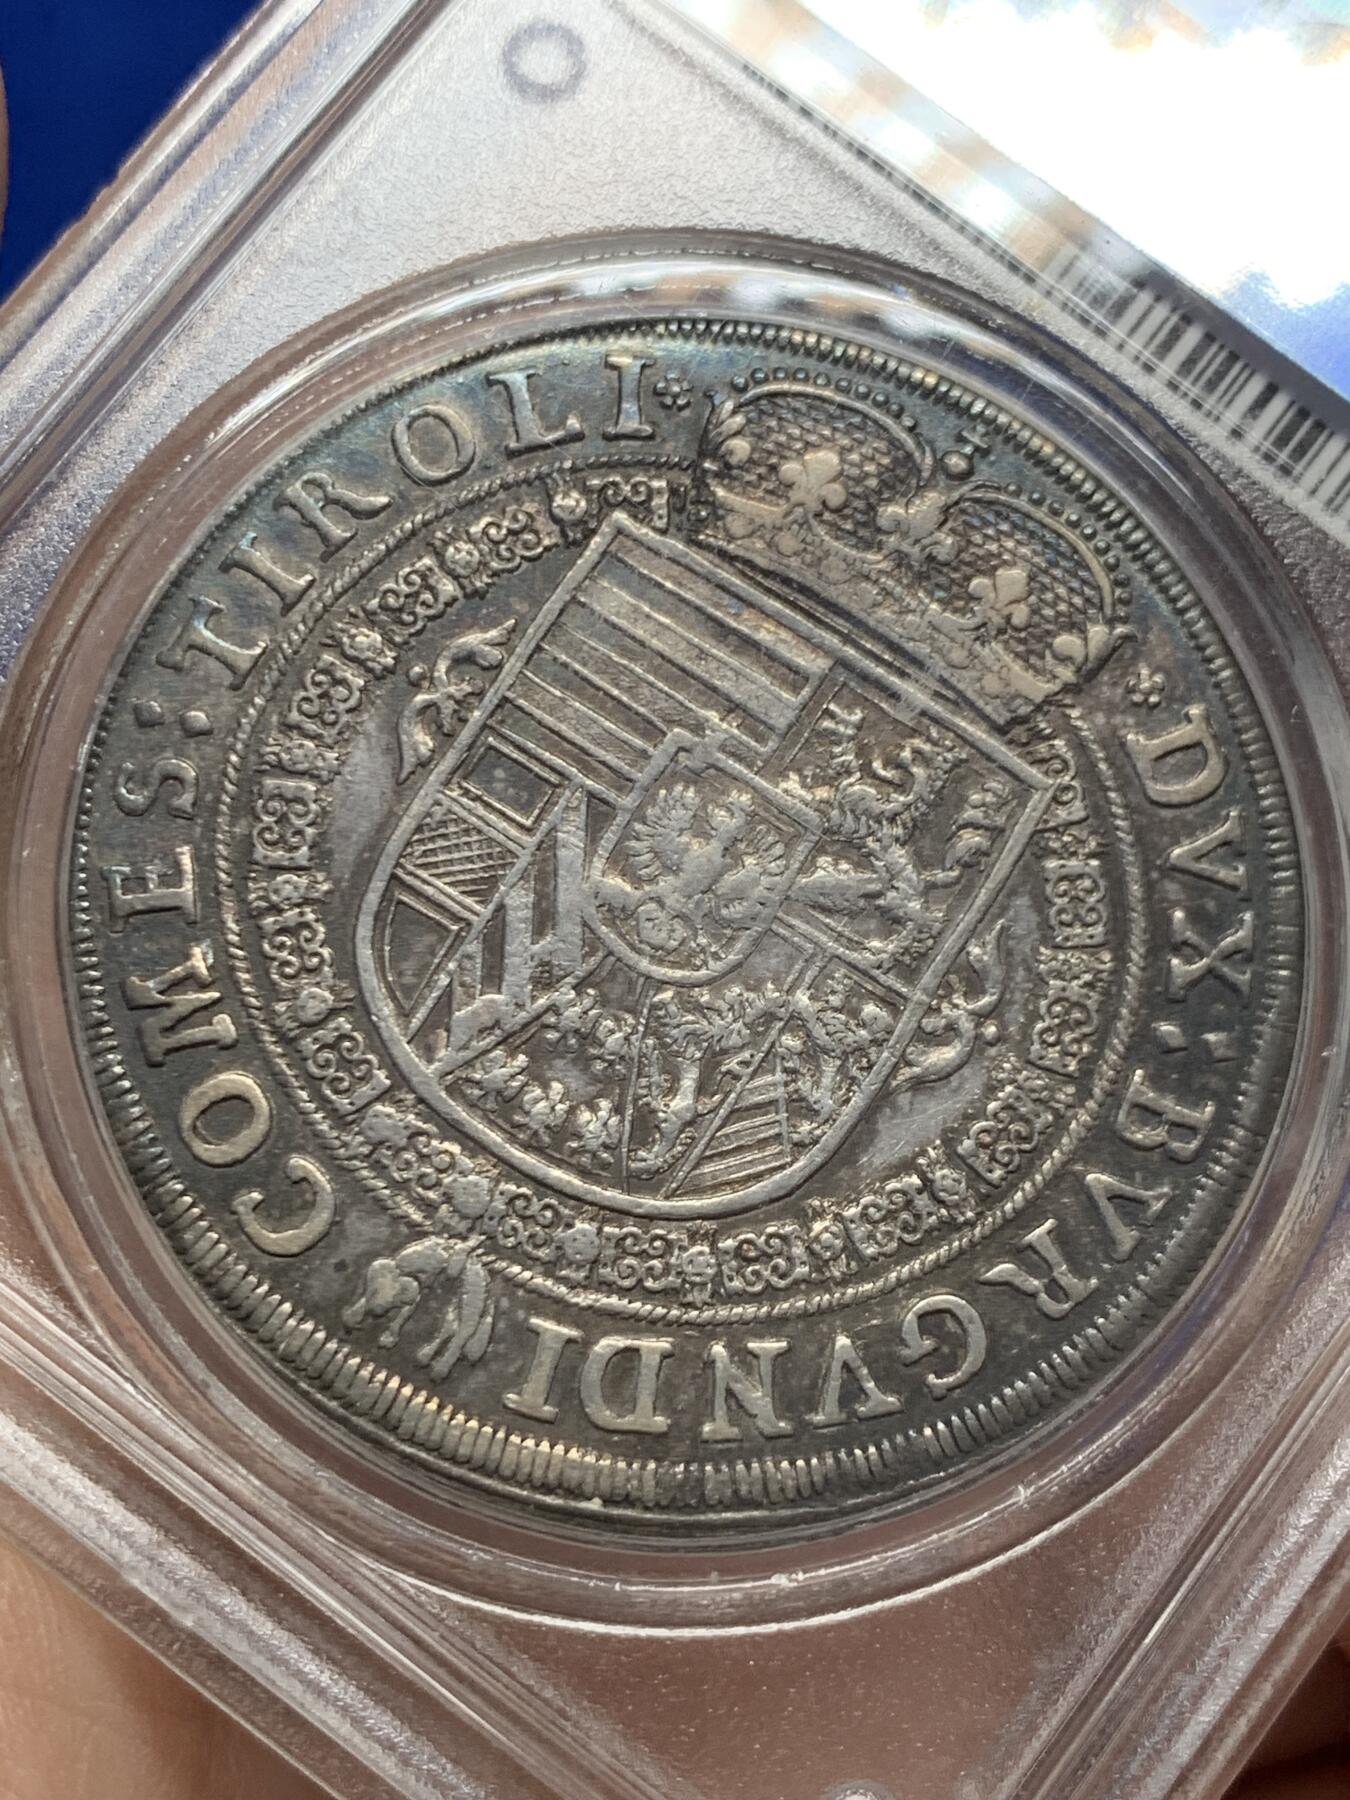 · DVX : BVRGVNDI COMES : TIROLI